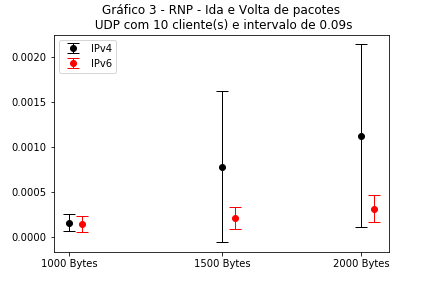 Gráfico 3 - RNP - Ida e Volta de pacotes
UDP com 10 cliente(s) e intervalo de 0.09s
IPv4
IPv6
0.0020
0.0015
0.0010
0.0005
0.0000
1000 Bytes
1500 Bytes
2000 Bytes